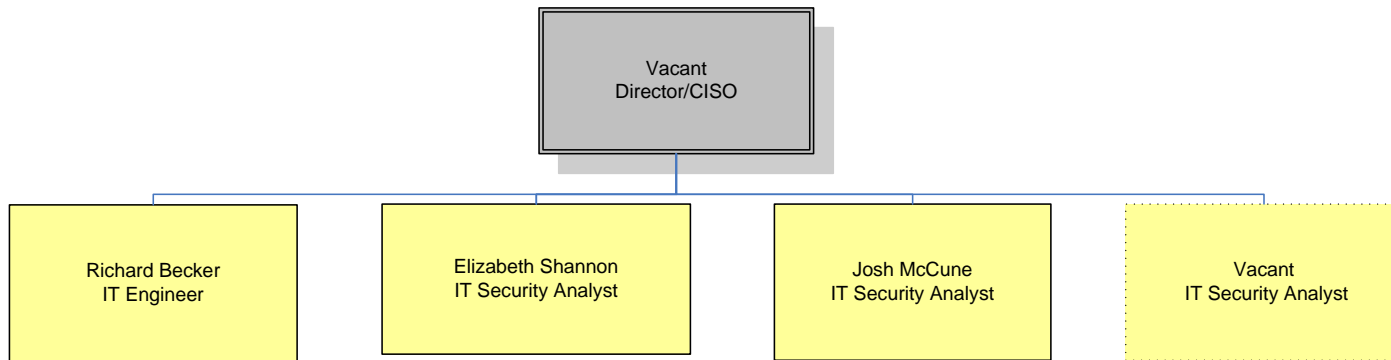 Vacant
Director/CISO
Richard Becker
IT Engineer
Elizabeth Shannon
IT Security Analyst
Josh McCune
IT Security Analyst
Vacant
IT Security Analyst